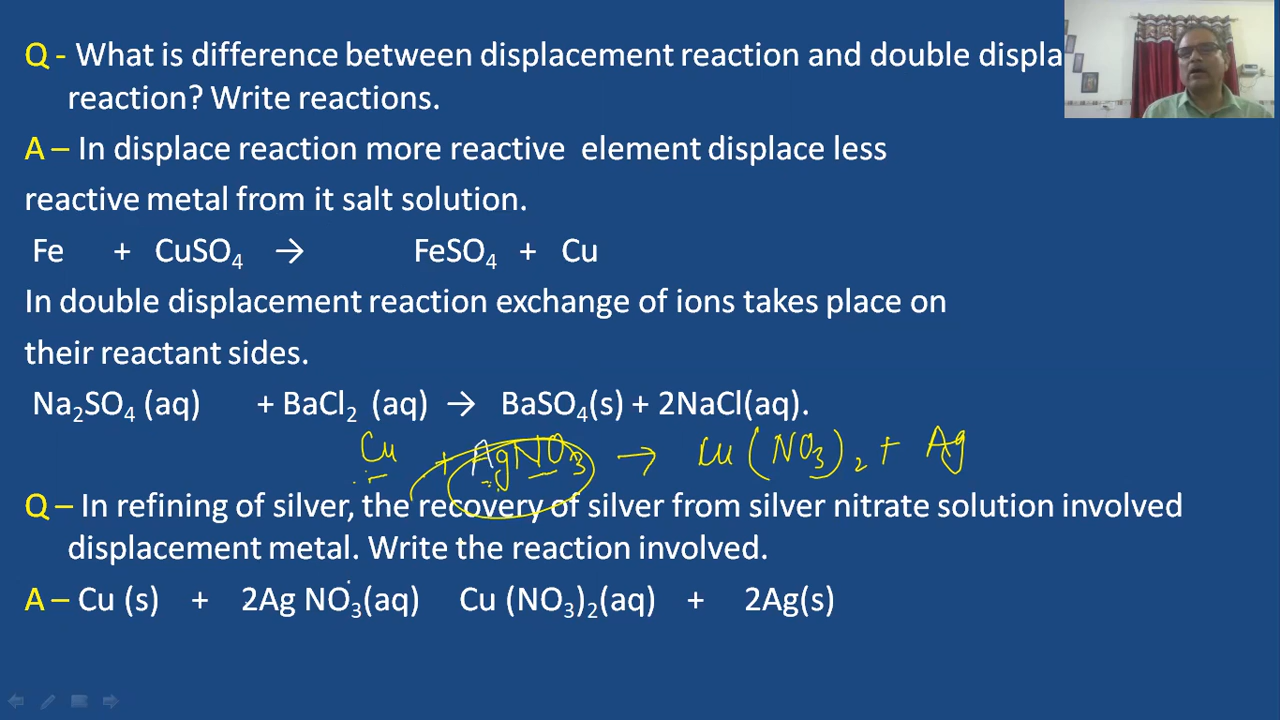 Q - What is difference between displacement reaction and double displa
reaction? Write reactions.
A – In displace reaction more reactive element displace less
reactive metal from it salt solution.
Fe + CuSO₄ → FeSO₄ + Cu
In double displacement reaction exchange of ions takes place on
their reactant sides.
Na₂SO₄ (aq) + BaCl₂ (aq) → BaSO₄(s) + 2NaCl(aq).
Cu + AgNO₃ → Cu (NO₃)₂ + Ag
Q – In refining of silver, the recovery of silver from silver nitrate solution involved
displacement metal. Write the reaction involved.
A – Cu (s) + 2Ag NO₃(aq) Cu (NO₃)₂(aq) + 2Ag(s)